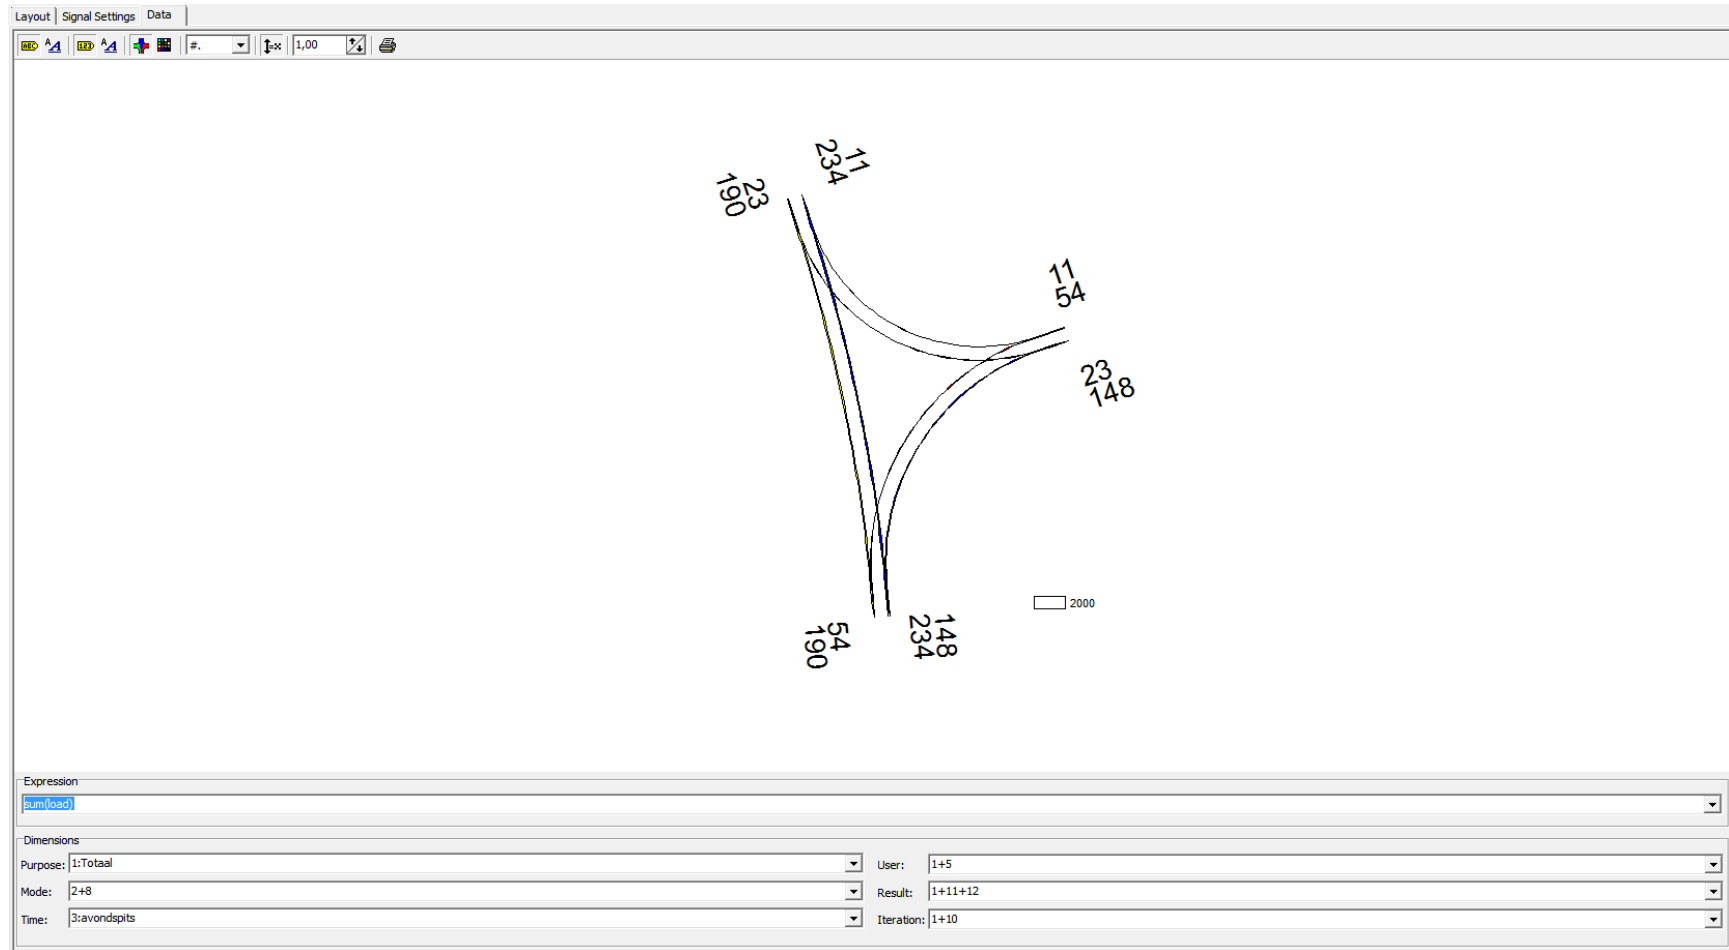 Layout Signal Settings Data
ABC A A 123 A A #. 1,00
11
234
23
190
11
54
23
148
2000
54
190
148
234
Expression
sum(load)
Dimensions
Purpose: 1:Totaal User: 1+5
Mode: 2+8 Result: 1+11+12
Time: 3:avondspits Iteration: 1+10